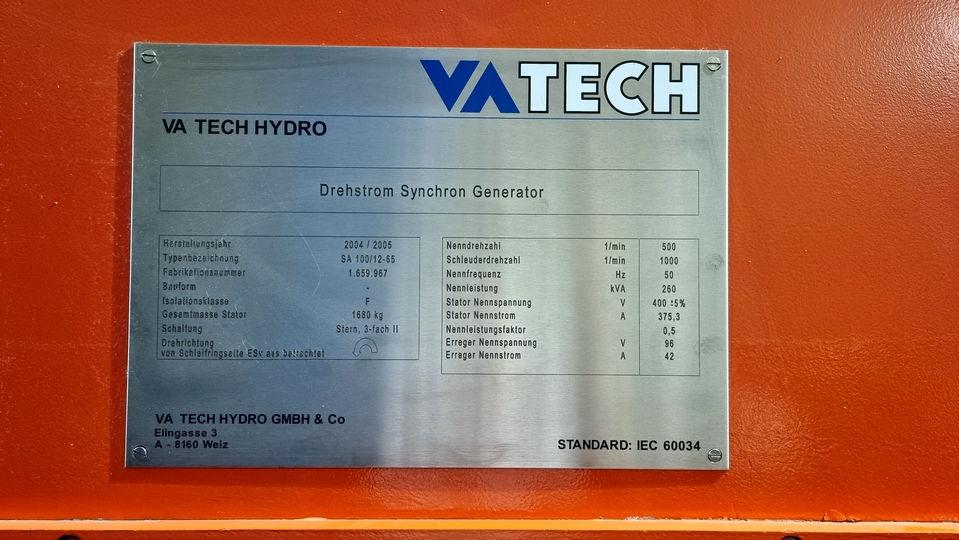 VA TECH
VA TECH HYDRO
Drehstrom Synchron Generator
Herstellungsjahr 2004 / 2005
Typenbezeichnung SA 100/12-55
Fabrikationsnummer 1.659.967
Bauform -
Isolationsklasse F
Gesamtmasse Stator 1680 kg
Schaltung Stern, 3-fach II
Drehrichtung
von Schleifringseite ESv aus betrachtet
Nenndrehzahl 1/min 500
Schleuderdrehzahl 1/min 1000
Nennfrequenz Hz 50
Nennleistung kVA 260
Stator Nennspannung V 400 ±5%
Stator Nennstrom A 375,3
Nennleistungsfaktor 0,5
Erreger Nennspannung V 96
Erreger Nennstrom A 42
VA TECH HYDRO GMBH & Co
Elingasse 3
A - 8160 Weiz
STANDARD: IEC 60034